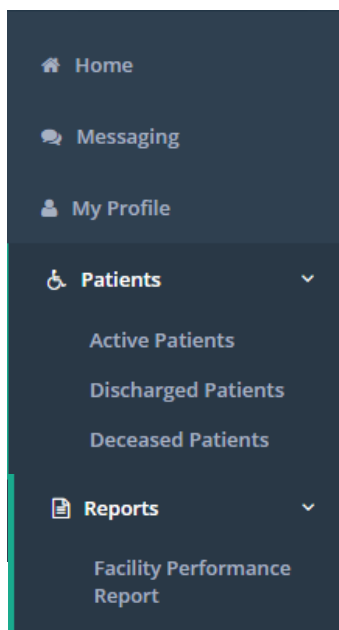 Home
Messaging
My Profile
Patients
Active Patients
Discharged Patients
Deceased Patients
Reports
Facility Performance
Report